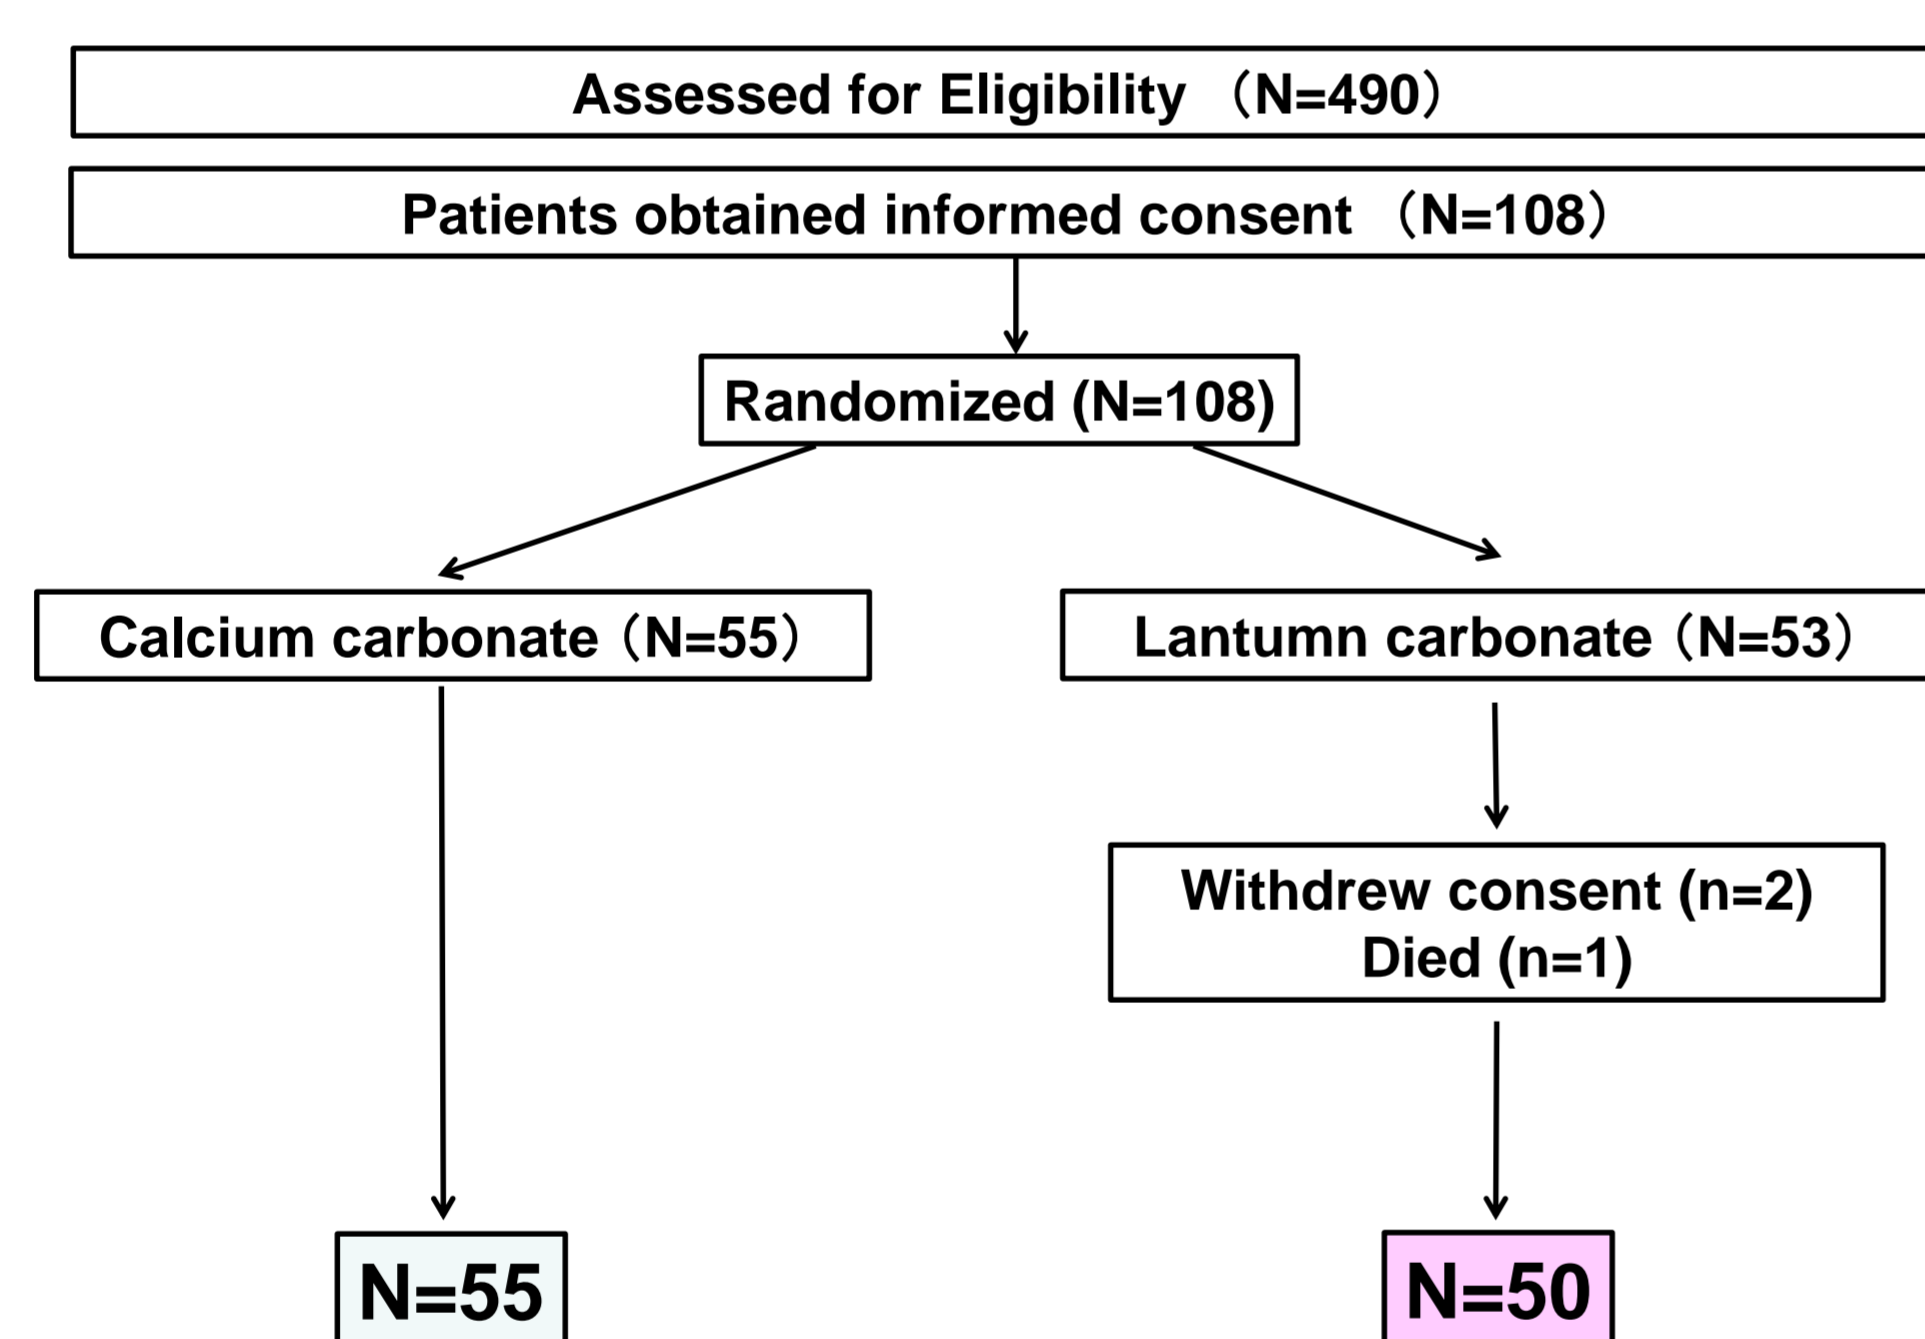 Assessed for Eligibility （N=490）
Patients obtained informed consent （N=108）
Randomized (N=108)
Calcium carbonate（N=55）
Lantumn carbonate（N=53）
Withdrew consent (n=2)
Died (n=1)
N=55
N=50